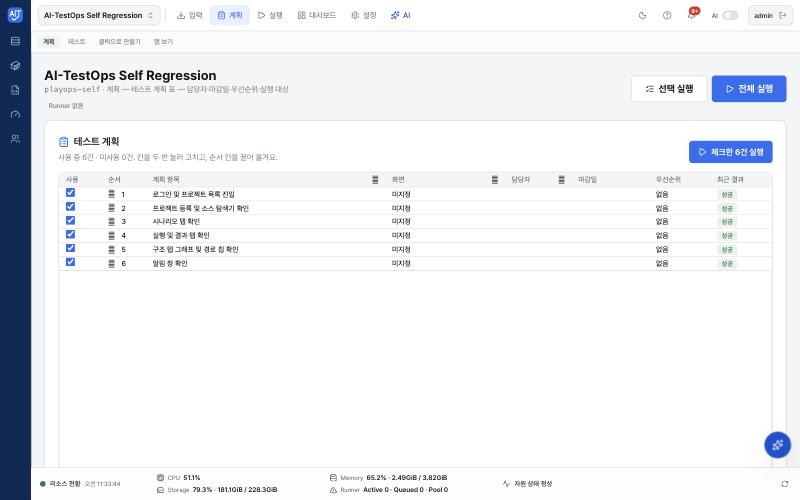 AI-TestOps Self Regression 입력 계획 실행 대시보드 설정 AI 9+ AI admin
계획 테스트 클릭으로 만들기 맵 보기
AI-TestOps Self Regression
playops-self · 계획 — 테스트 계획 표 — 담당자·마감일·우선순위·실행 대상
Runner 없음
선택 실행 전체 실행
테스트 계획
사용 중 6건 · 미사용 0건. 칸을 두 번 눌러 고치고, 순서 칸을 끌어 옮겨요.
체크한 6건 실행
사용 순서 계획 항목 화면 담당자 마감일 우선순위 최근 결과
1 로그인 및 프로젝트 목록 진입 미지정 없음 성공
2 프로젝트 등록 및 소스 탐색기 확인 미지정 없음 성공
3 시나리오 탭 확인 미지정 없음 성공
4 실행 및 결과 탭 확인 미지정 없음 성공
5 구조 맵 그래프 및 경로 칩 확인 미지정 없음 성공
6 알림 창 확인 미지정 없음 성공
리소스 현황 오전 11:33:44
CPU 51.1%
Memory 65.2% · 2.49GiB / 3.82GiB
자원 상태 정상
Storage 79.3% · 181.1GiB / 228.3GiB
Runner Active 0 · Queued 0 · Pool 0